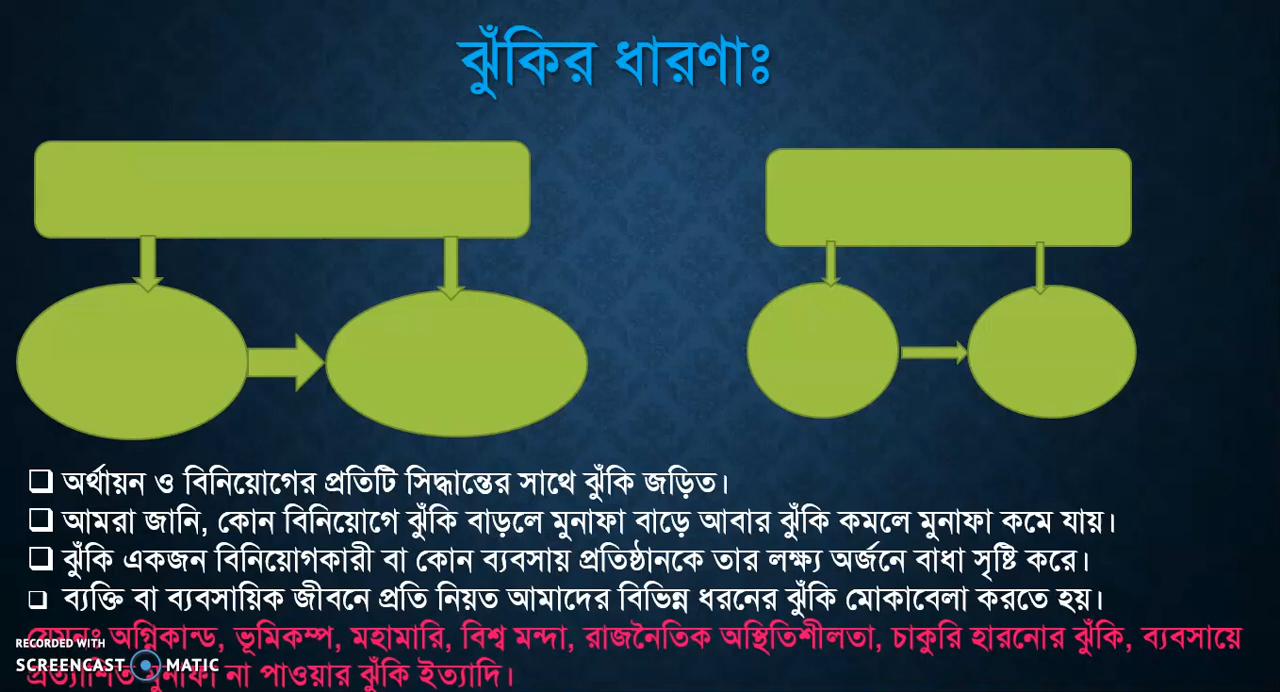 ঝুঁকির ধারণাঃ
অর্থায়ন ও বিনিয়োগের প্রতিটি সিদ্ধান্তের সাথে ঝুঁকি জড়িত।
আমরা জানি, কোন বিনিয়োগে ঝুঁকি বাড়লে মুনাফা বাড়ে আবার ঝুঁকি কমলে মুনাফা কমে যায়।
ঝুঁকি একজন বিনিয়োগকারী বা কোন ব্যবসায় প্রতিষ্ঠানকে তার লক্ষ্য অর্জনে বাধা সৃষ্টি করে।
ব্যক্তি বা ব্যবসায়িক জীবনে প্রতি নিয়ত আমাদের বিভিন্ন ধরনের ঝুঁকি মোকাবেলা করতে হয়।
যেমনঃ অগ্নিকান্ড, ভূমিকম্প, মহামারি, বিশ্ব মন্দা, রাজনৈতিক অস্থিতিশীলতা, চাকুরি হারনোর ঝুঁকি, ব্যবসায়ে
প্রত্যাশিত মুনাফা না পাওয়ার ঝুঁকি ইত্যাদি।
RECORDED WITH
SCREENCAST MATIC